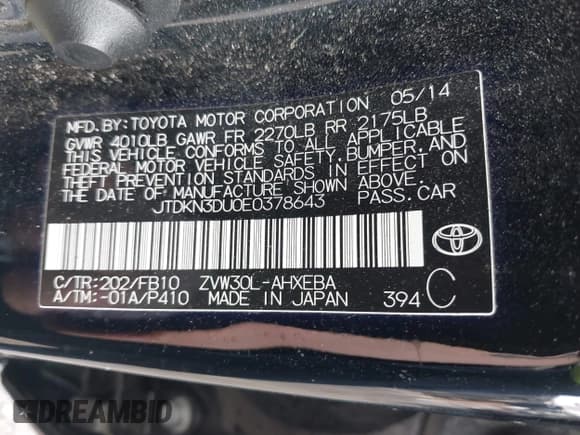 MFD. BY: TOYOTA MOTOR CORPORATION 05/14
GVWR 4010LB GAWR FR 2270LB RR 2175LB
THIS VEHICLE CONFORMS TO ALL APPLICABLE
FEDERAL MOTOR VEHICLE SAFETY, BUMPER, AND
THEFT PREVENTION STANDARDS IN EFFECT ON
THE DATE OF MANUFACTURE SHOWN ABOVE.
JTDKN3DU0E0378643 PASS. CAR
C/TR: 202/FB10 ZVW30L-AHXEBA
A/TM: -01A/P410 MADE IN JAPAN 394 C
DREAMBID